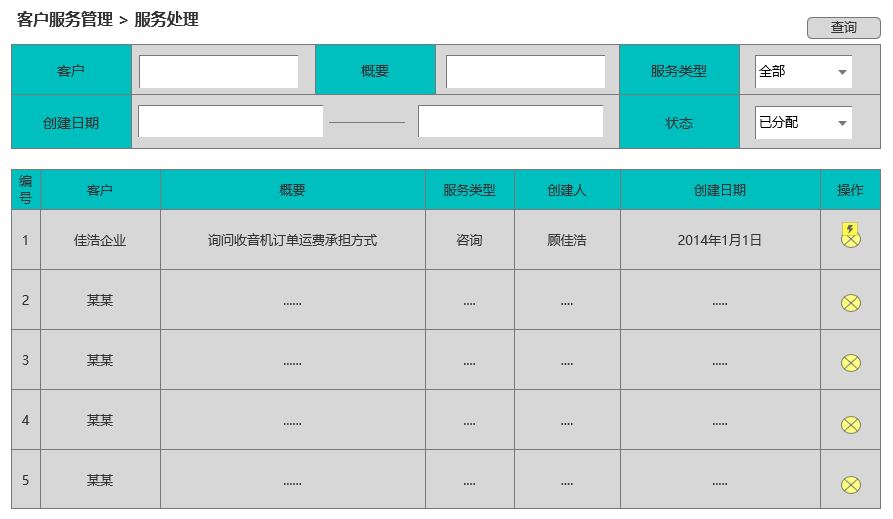 客户服务管理 > 服务处理
查询
客户 概要 服务类型 全部
创建日期 状态 已分配
编号 客户 概要 服务类型 创建人 创建日期 操作
1 佳浩企业 询问收音机订单运费承担方式 咨询 顾佳浩 2014年1月1日
2 某某 ...... .... .... .....
3 某某 ...... .... .... .....
4 某某 ...... .... .... .....
5 某某 ...... .... .... .....